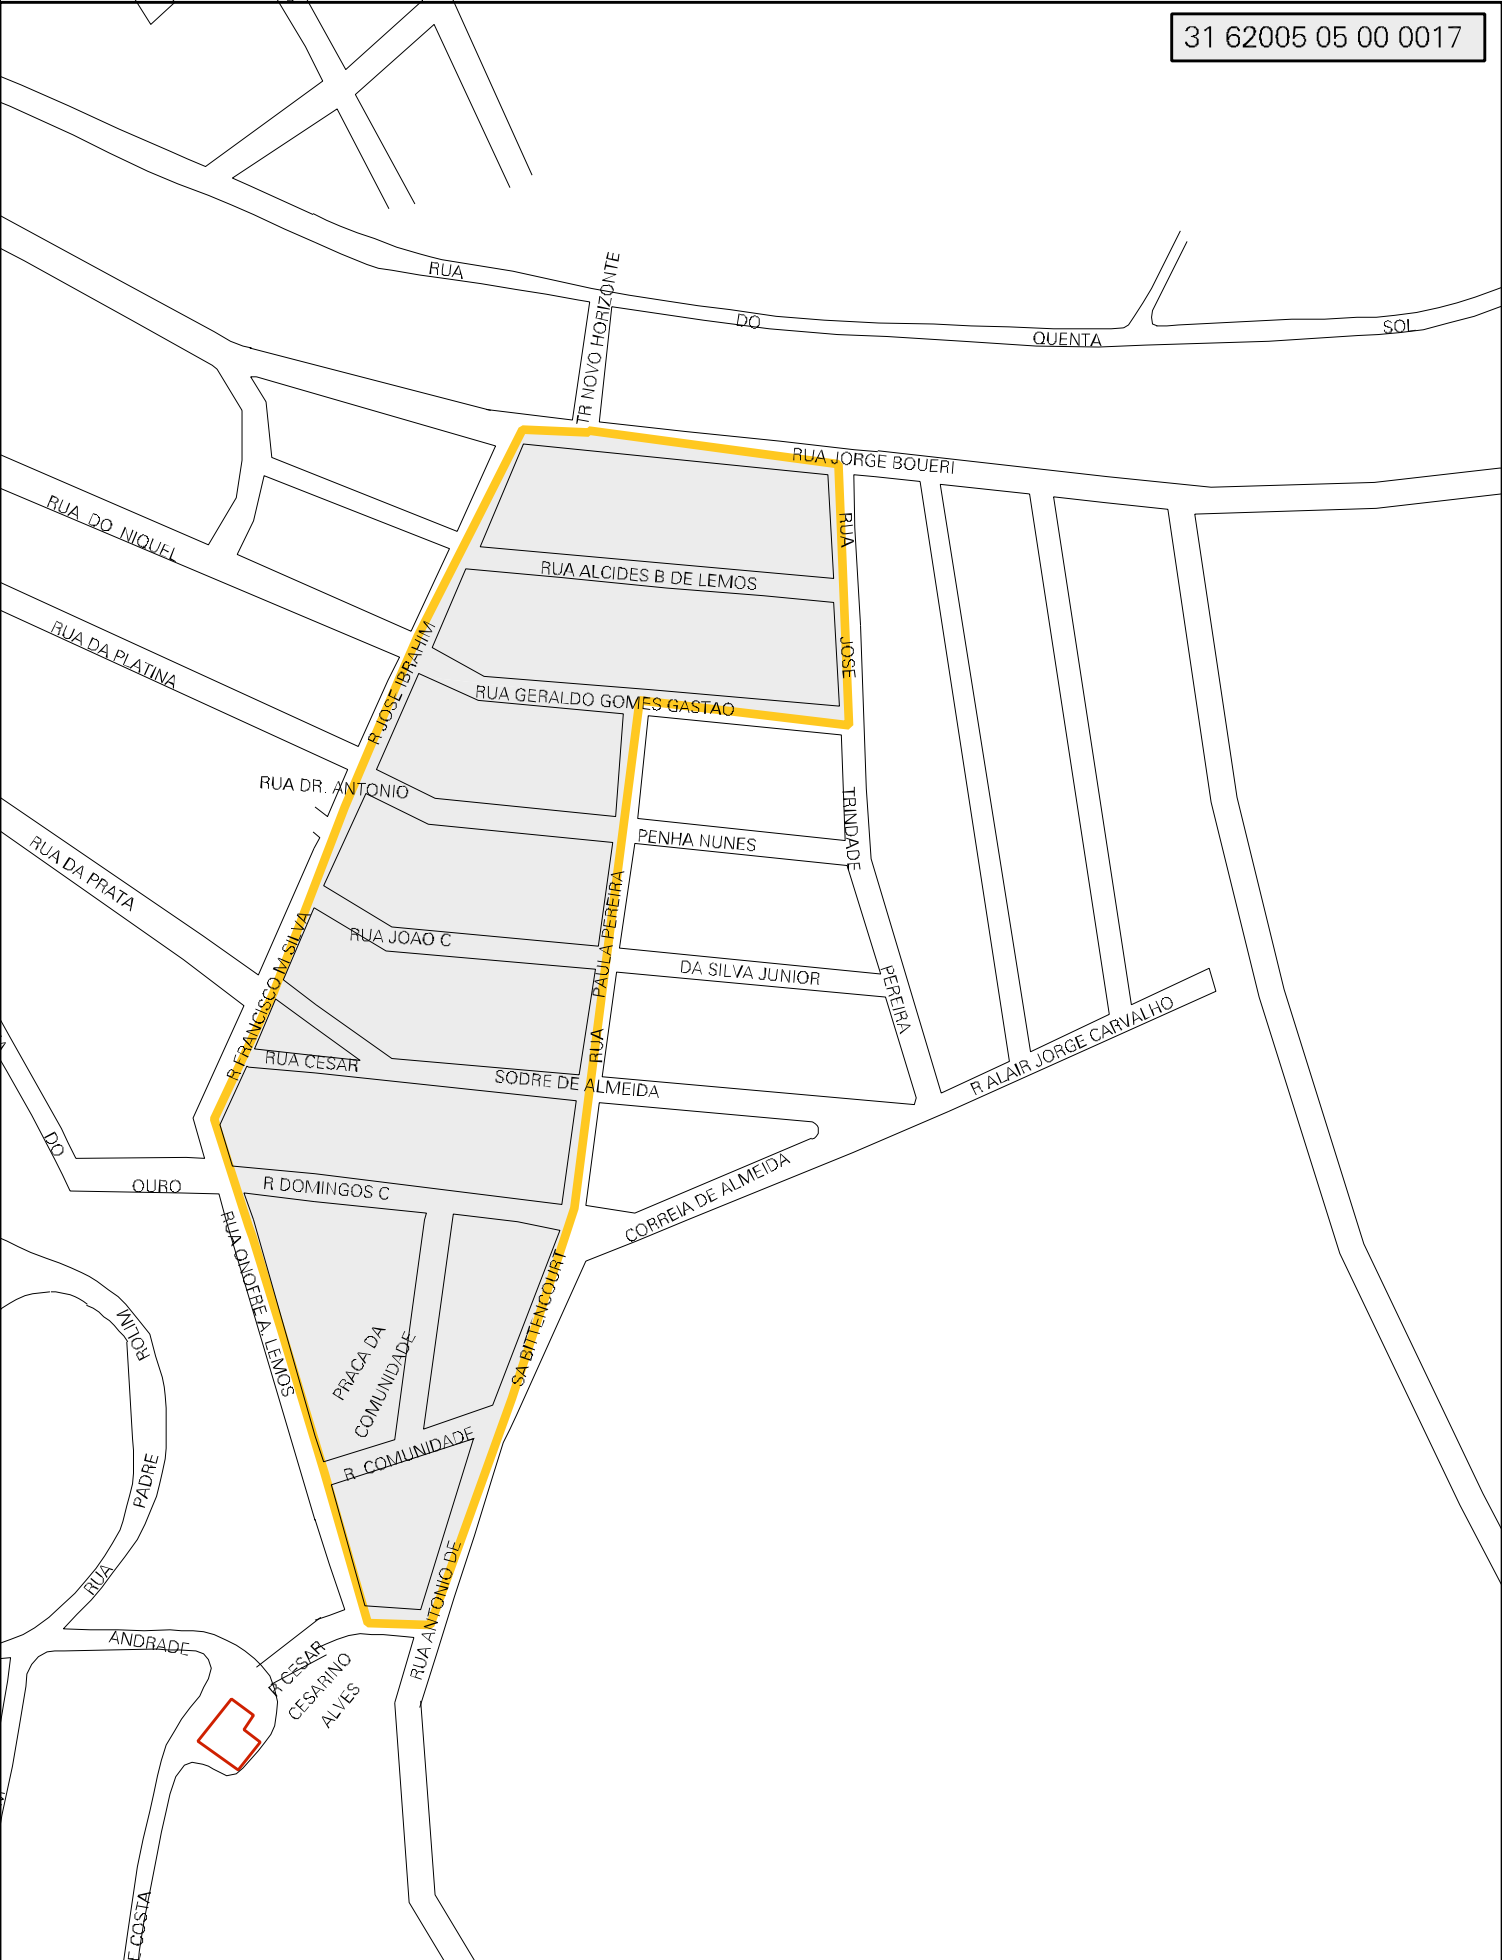 31 62005 05 00 0017
RUA
DO
QUENTA
SOL
TR NOVO HORIZONTE
RUA JORGE BOUERI
RUA DO NIQUEL
RUA
RUA ALCIDES B DE LEMOS
RUA DA PLATINA
R JOSE IBRAHIM
JOSE
RUA GERALDO GOMES GASTAO
RUA DR. ANTONIO
PENHA NUNES
TRINDADE
RUA DA PRATA
R FRANCISCO M SILVA
RUA JOAO C
PAULA PEREIRA
DA SILVA JUNIOR
PEREIRA
RUA
RUA CESAR
SODRE DE ALMEIDA
R ALAIR JORGE CARVALHO
DO
OURO
R DOMINGOS C
CORREIA DE ALMEIDA
RUA ONOFRE A. LEMOS
SA BITTENCOURT
ROLIM
PRACA DA
COMUNIDADE
R COMUNIDADE
PADRE
RUA
RUA ANTONIO DE
ANDRADE
R CESAR
CESARINO
ALVES
E COSTA